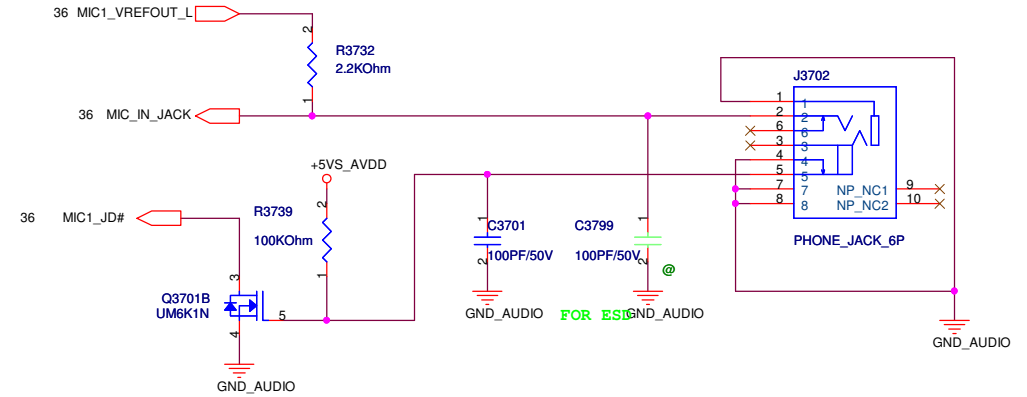 36 MIC1_VREFOUT_L
2
R3732
2.2KOhm
1
36 MIC_IN_JACK
J3702
1 1
2 2
6 6
3 3
4 4
5 5
7 7
8 8
NP_NC1 9
NP_NC2 10
PHONE_JACK_6P
+5VS_AVDD
2
R3739
100KOhm
1
36 MIC1_JD#
1
C3701
100PF/50V
2
GND_AUDIO
1
C3799
100PF/50V
2
@
FOR ESD
GND_AUDIO
3
Q3701B
UM6K1N
5
4
GND_AUDIO
GND_AUDIO